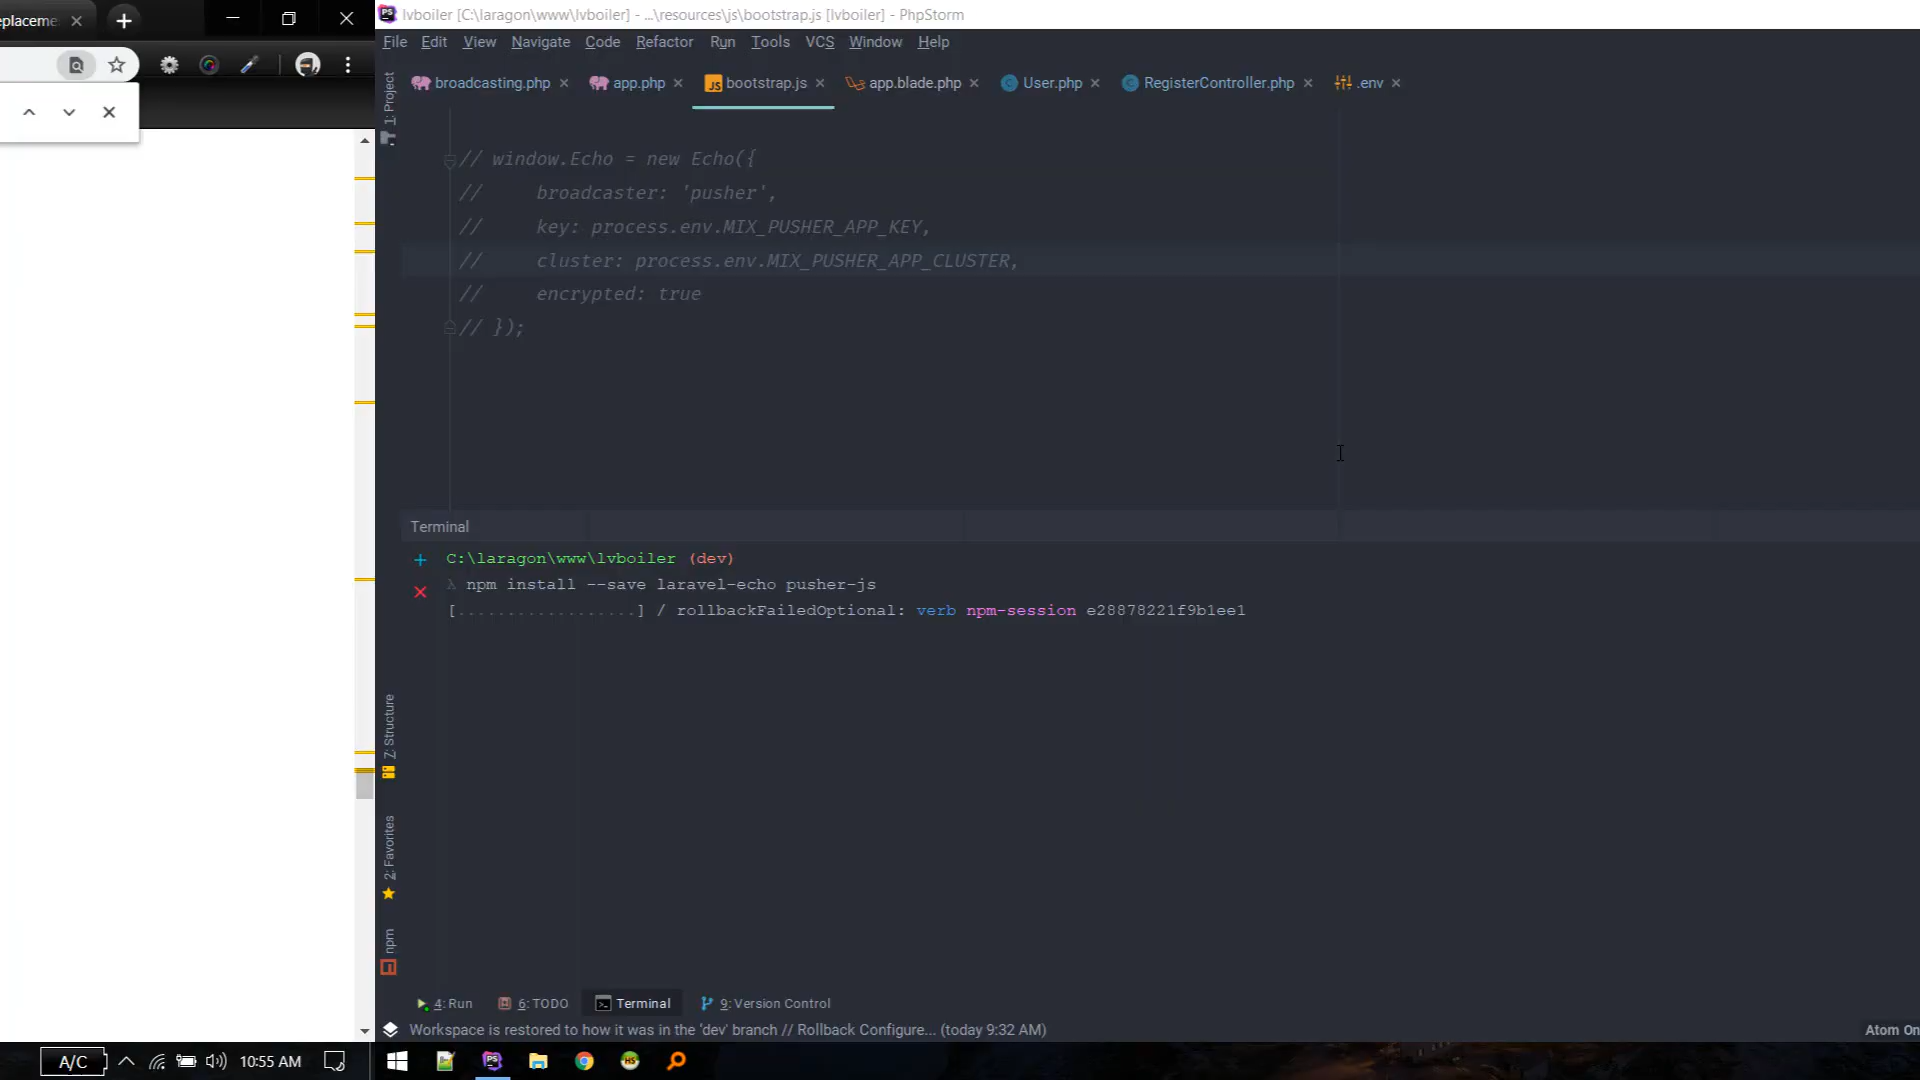 eplaceme
lvboiler [C:\laragon\www\lvboiler] - ...\resources\js\bootstrap.js [lvboiler] - PhpStorm
File Edit View Navigate Code Refactor Run Tools VCS Window Help
broadcasting.php app.php bootstrap.js app.blade.php User.php RegisterController.php .env
1: Project
// window.Echo = new Echo({
// broadcaster: 'pusher',
// key: process.env.MIX_PUSHER_APP_KEY,
// cluster: process.env.MIX_PUSHER_APP_CLUSTER,
// encrypted: true
// });
Terminal
C:\laragon\www\lvboiler (dev)
λ npm install --save laravel-echo pusher-js
[..................] / rollbackFailedOptional: verb npm-session e28878221f9b1ee1
7: Structure
2: Favorites
npm
4: Run 6: TODO Terminal 9: Version Control
Workspace is restored to how it was in the 'dev' branch // Rollback Configure... (today 9:32 AM)
Atom On
A/C 10:55 AM